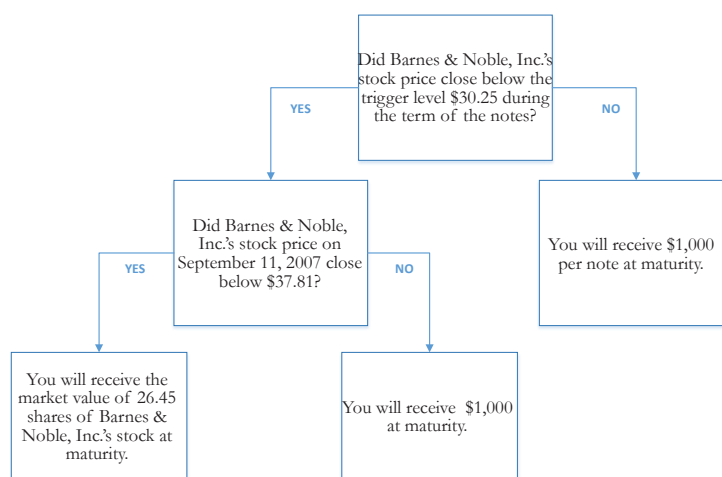 Did Barnes & Noble, Inc.'s
stock price close below the
trigger level $30.25 during
the term of the notes?
YES
NO
Did Barnes & Noble,
Inc.'s stock price on
September 11, 2007 close
below $37.81?
You will receive $1,000
per note at maturity.
YES
NO
You will receive the
market value of 26.45
shares of Barnes &
Noble, Inc.'s stock at
maturity.
You will receive $1,000
at maturity.